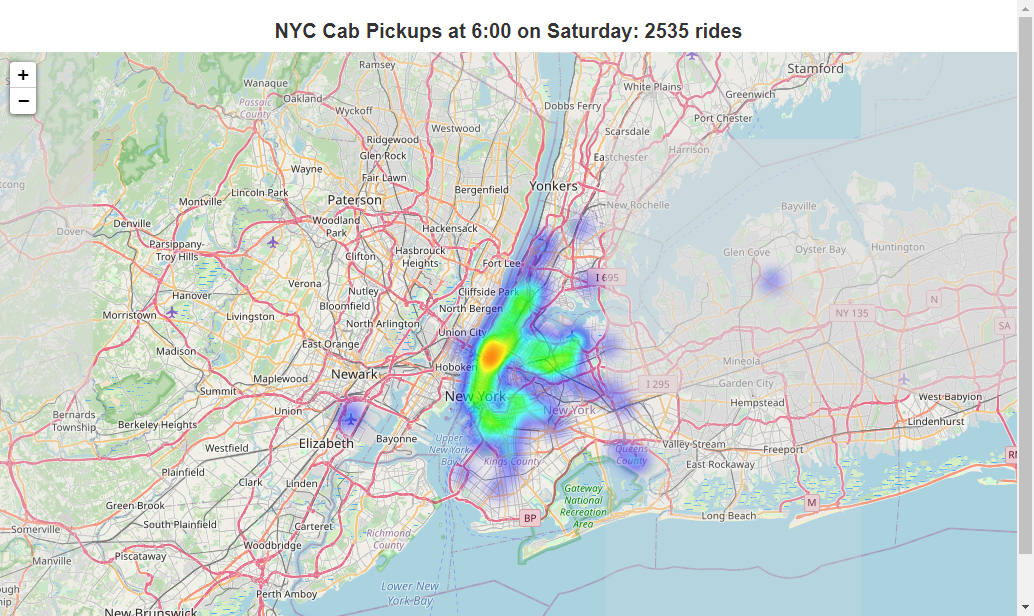 NYC Cab Pickups at 6:00 on Saturday: 2535 rides
+
−
Ramsey
Stamford
Wanaque
Oakland
Passaic
County
Wyckoff
White Plains
Greenwich
Dobbs Ferry
Port Chester
Westwood
Scarsdale
Ridgewood
Glen Rock
Harrison
Eastchester
Wayne
Fair Lawn
Bergenfield
Yonkers
Lincoln Park
Paterson
Montville
New Rochelle
Bayville
Denville
Woodland
Park
Hackensack
Dover
Parsippany-
Troy Hills
Hasbrouck
Heights
Clifton
Fort Lee
Glen Cove
Oyster Bay
Huntington
I 695
Verona
Nutley
Cliffside Park
Hanover
Bloomfield
North Bergen
N
Morristown
Livingston
North Arlington
NY 135
Union City
SA
East Orange
Madison
Mineola
Newark
Hoboken
Maplewood
I 295
Garden City
Summit
New York
West Babylon
Hempstead
Union
New York
Bernards
Township
Berkeley Heights
Lindenhurst
Elizabeth
Bayonne
Upper
New York
Bay
Valley Stream
Freeport
Westfield
Queens
County
Kings County
East Rockaway
Plainfield
Clark
Linden
Gateway
National
Recreation
Area
Green Brook
M
BP
Long Beach
South Plainfield
Carteret
Somerville
Richmond
County
Woodbridge
Piscataway
Manville
Lower New
York Bay
Perth Amboy
New Brunswick